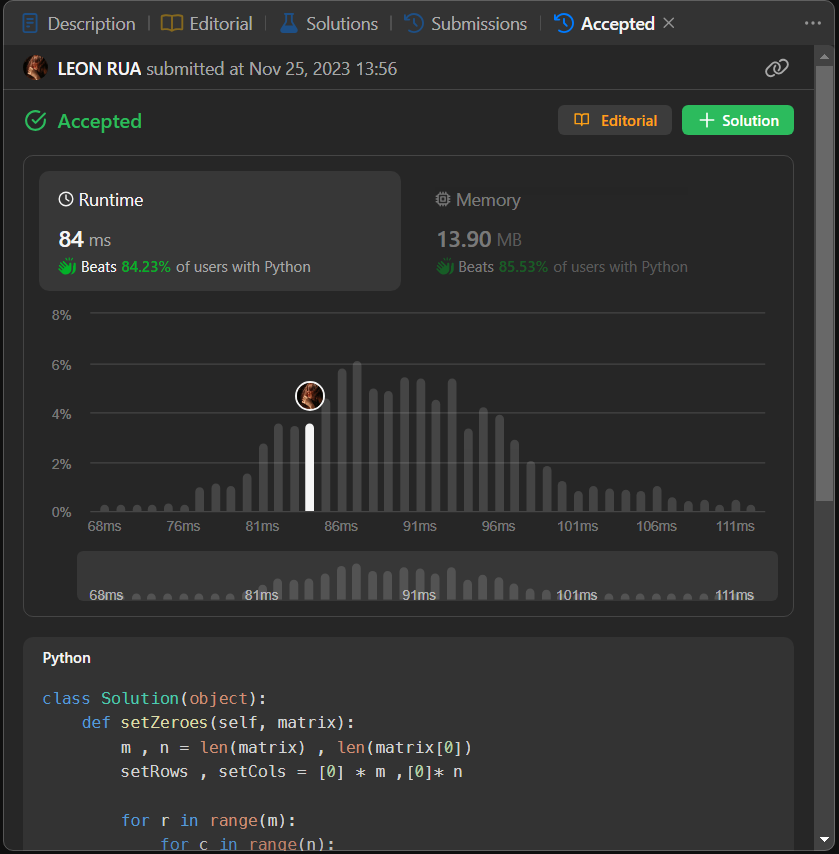 Description | Editorial | Solutions | Submissions | Accepted
LEON RUA submitted at Nov 25, 2023 13:56
Accepted
Editorial
Solution
Runtime
84 ms
Beats 84.23% of users with Python
Memory
13.90 MB
Beats 85.53% of users with Python
8%
6%
4%
2%
0%
68ms 76ms 81ms 86ms 91ms 96ms 101ms 106ms 111ms
68ms 81ms 91ms 101ms 111ms
Python
class Solution(object):
    def setZeroes(self, matrix):
        m , n = len(matrix) , len(matrix[0])
        setRows , setCols = [0] * m ,[0]* n
        for r in range(m):
            for c in range(n):